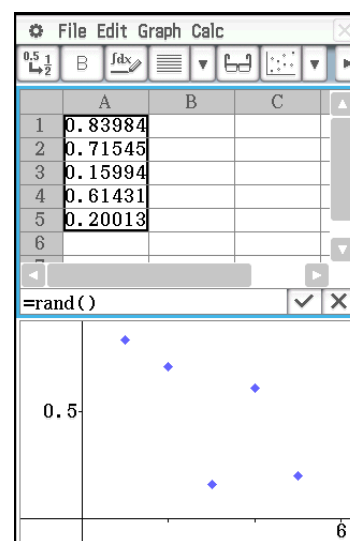 File Edit Graph Calc
0.5 1 2 B ∫dx
A B C
1 0.83984
2 0.71545
3 0.15994
4 0.61431
5 0.20013
6
=rand()
0.5
6